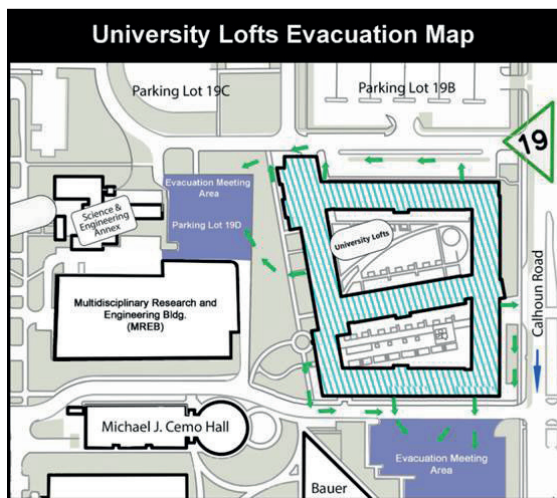 University Lofts Evacuation Map
Parking Lot 19C
Parking Lot 19B
19
Evacuation Meeting
Area
Parking Lot 19D
Science &
Engineering
Annex
University Lofts
Multidisciplinary Research and
Engineering Bldg.
(MREB)
Calhoun Road
Michael J. Cemo Hall
Evacuation Meeting
Area
Bauer